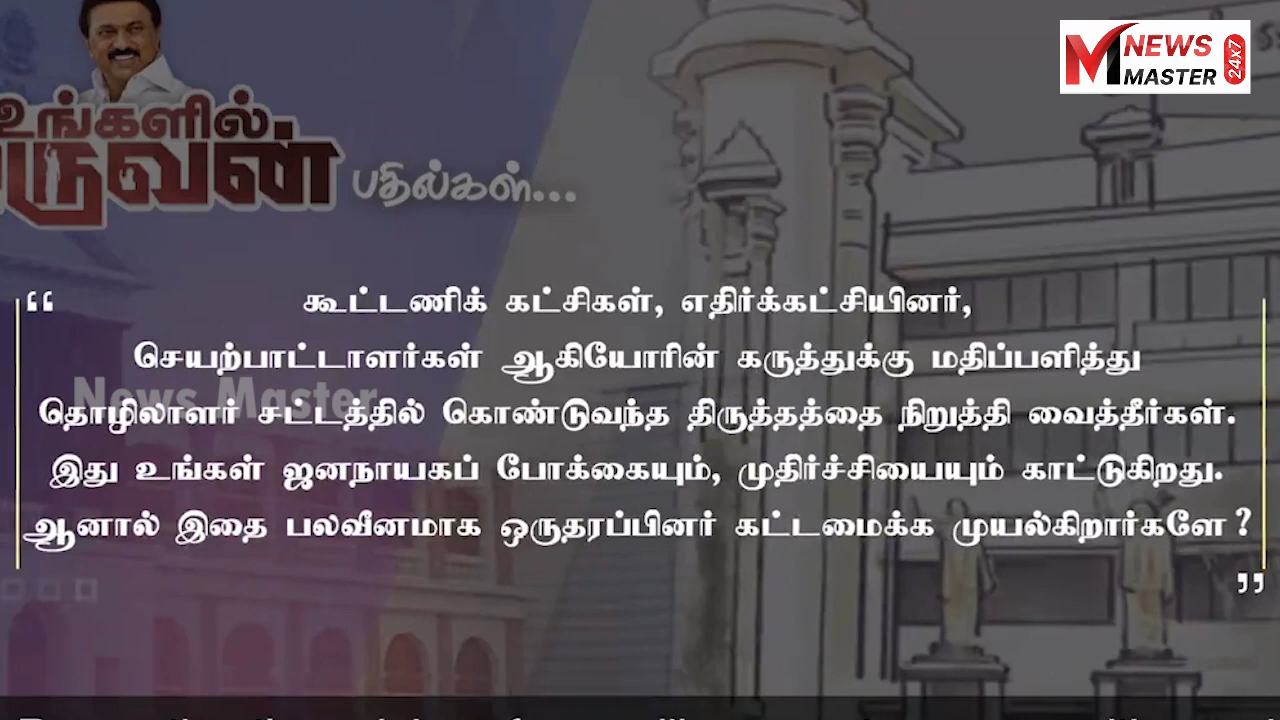 NEWS
MASTER
24x7
உங்களில்
ருவன்
பதில்கள்...
“
கூட்டணிக் கட்சிகள், எதிர்க்கட்சியினர்,
செயற்பாட்டாளர்கள் ஆகியோரின் கருத்துக்கு மதிப்பளித்து
News Master
தொழிலாளர் சட்டத்தில் கொண்டுவந்த திருத்தத்தை நிறுத்தி வைத்தீர்கள்.
இது உங்கள் ஜனநாயகப் போக்கையும், முதிர்ச்சியையும் காட்டுகிறது.
ஆனால் இதை பலவீனமாக ஒருதரப்பினர் கட்டமைக்க முயல்கிறார்களே?
”